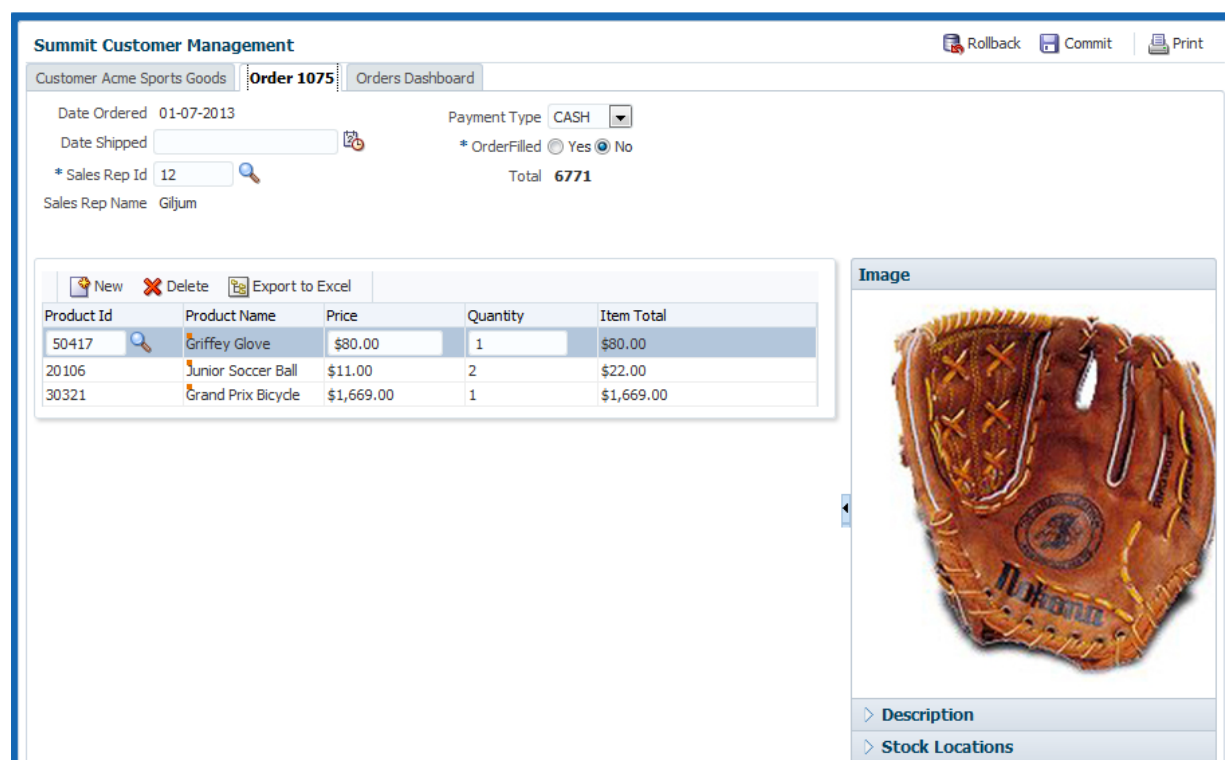 Summit Customer Management
Rollback Commit Print
Customer Acme Sports Goods Order 1075 Orders Dashboard
Date Ordered 01-07-2013
Payment Type CASH
Date Shipped
* OrderFilled Yes No
* Sales Rep Id 12
Total 6771
Sales Rep Name Giljum
New Delete Export to Excel
Product Id Product Name Price Quantity Item Total
50417 Griffey Glove $80.00 1 $80.00
20106 Junior Soccer Ball $11.00 2 $22.00
30321 Grand Prix Bicycle $1,669.00 1 $1,669.00
Image
Nokona
Description
Stock Locations